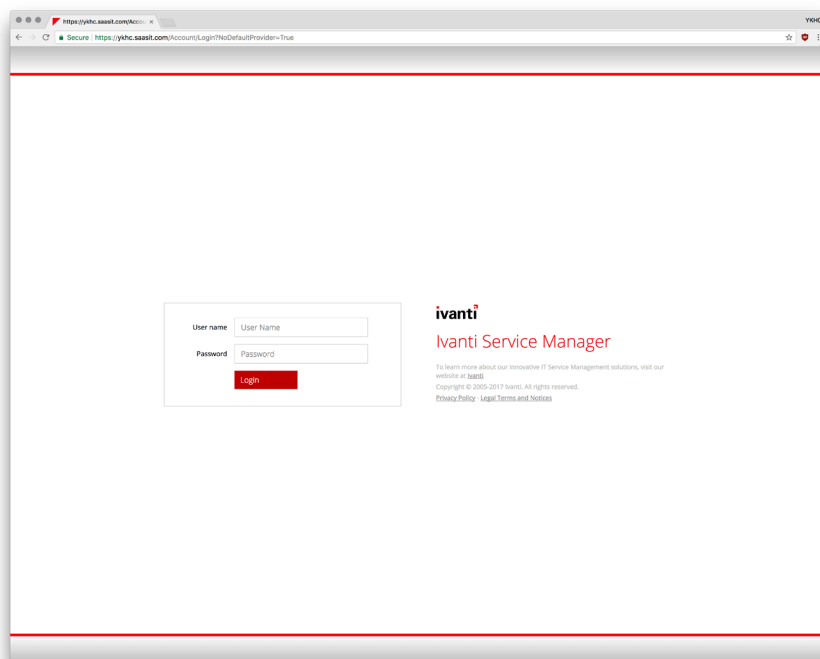 https://ykhc.saasit.com/Accou
YKHC
Secure https://ykhc.saasit.com/Account/Login?NoDefaultProvider=True
User name
User Name
Password
Password
Login
ivanti
Ivanti Service Manager
To learn more about our innovative IT Service Management solutions, visit our
website at Ivanti
Copyright © 2005-2017 Ivanti. All rights reserved.
Privacy Policy - Legal Terms and Notices